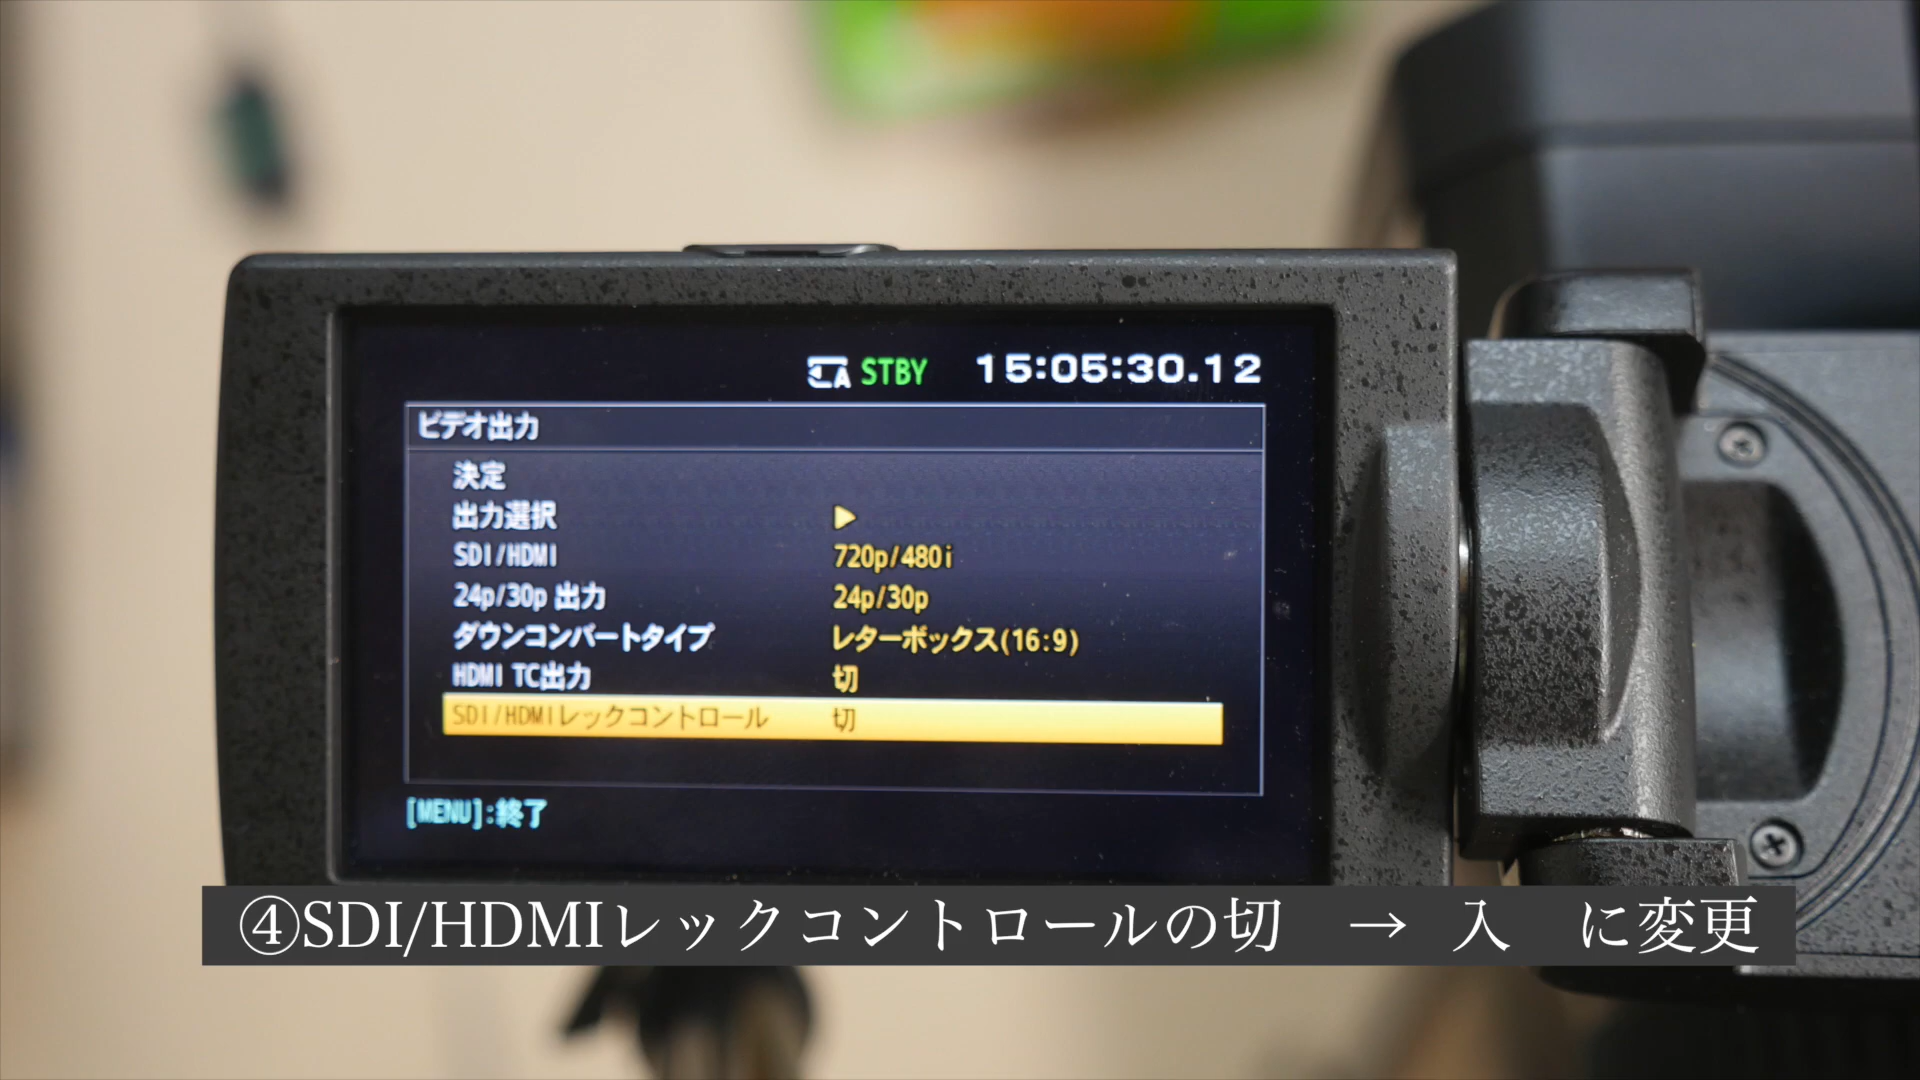 A STBY 15:05:30.12
ビデオ出力
決定
出力選択 ▶
SDI/HDMI 720p/480i
24p/30p 出力 24p/30p
ダウンコンバートタイプ レターボックス(16:9)
HDMI TC出力 切
SDI/HDMIレックコントロール 切
[MENU]:終了
④SDI/HDMIレックコントロールの切 → 入 に変更